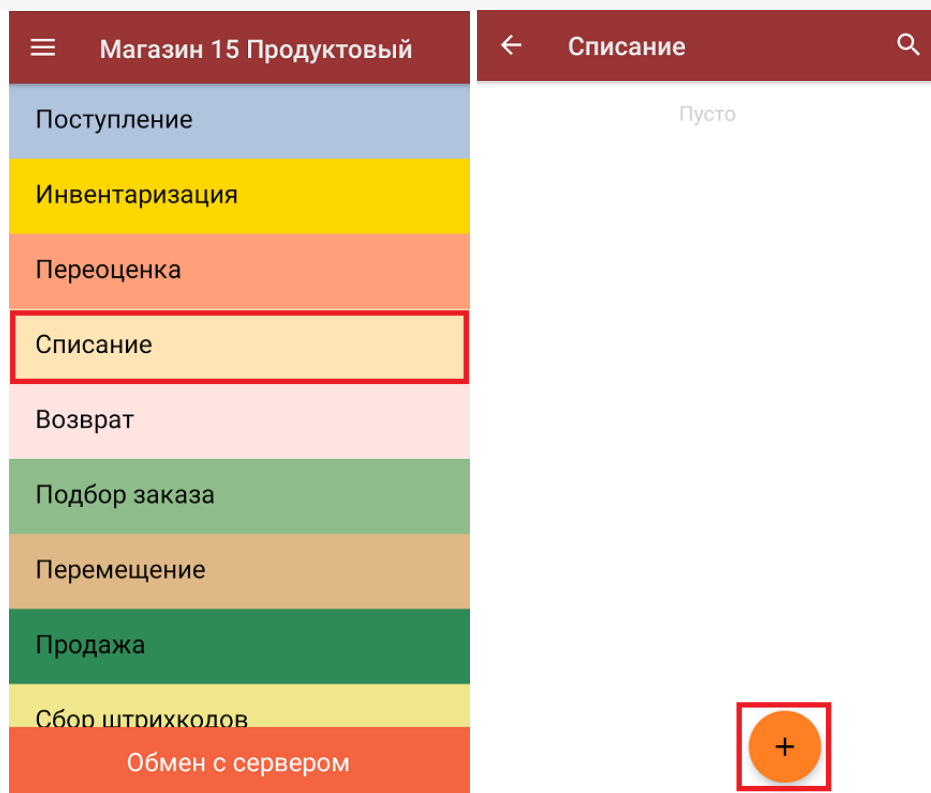 Магазин 15 Продуктовый
Поступление
Инвентаризация
Переоценка
Списание
Возврат
Подбор заказа
Перемещение
Продажа
Сбор штрихкодов
Обмен с сервером
Списание
Пусто
+